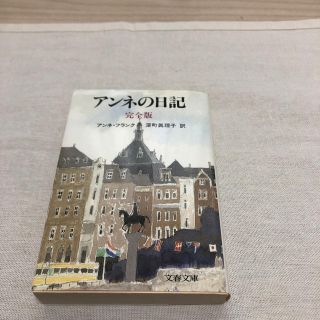 アンネの日記
完全版
アンネ・フランク 深町眞理子 訳
文春文庫